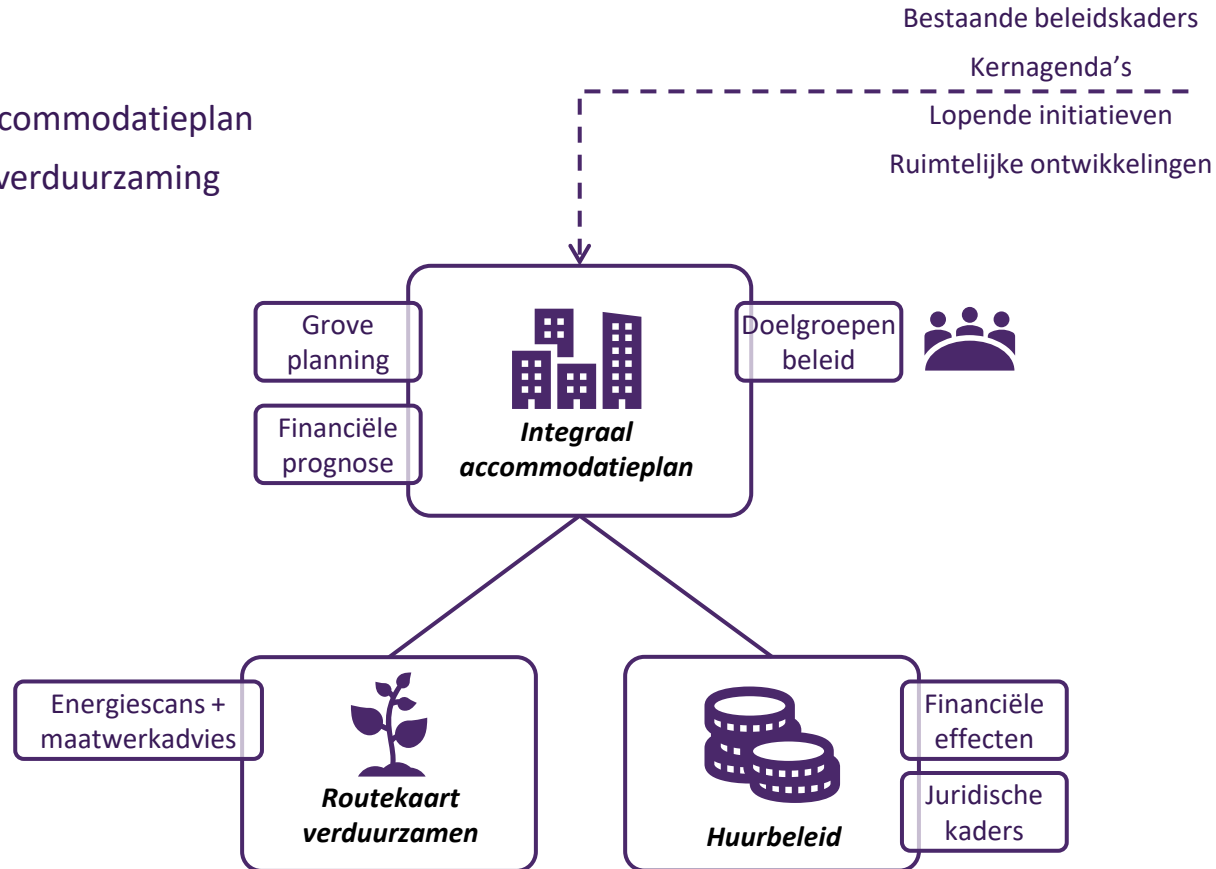 Bestaande beleidskaders
Kernagenda's
Lopende initiatieven
Ruimtelijke ontwikkelingen
commodatieplan
verduurzaming
Grove
planning
Financiële
prognose
Integraal
accommodatieplan
Doelgroepen
beleid
Energiescans +
maatwerkadvies
Routekaart
verduurzamen
Huurbeleid
Financiële
effecten
Juridische
kaders